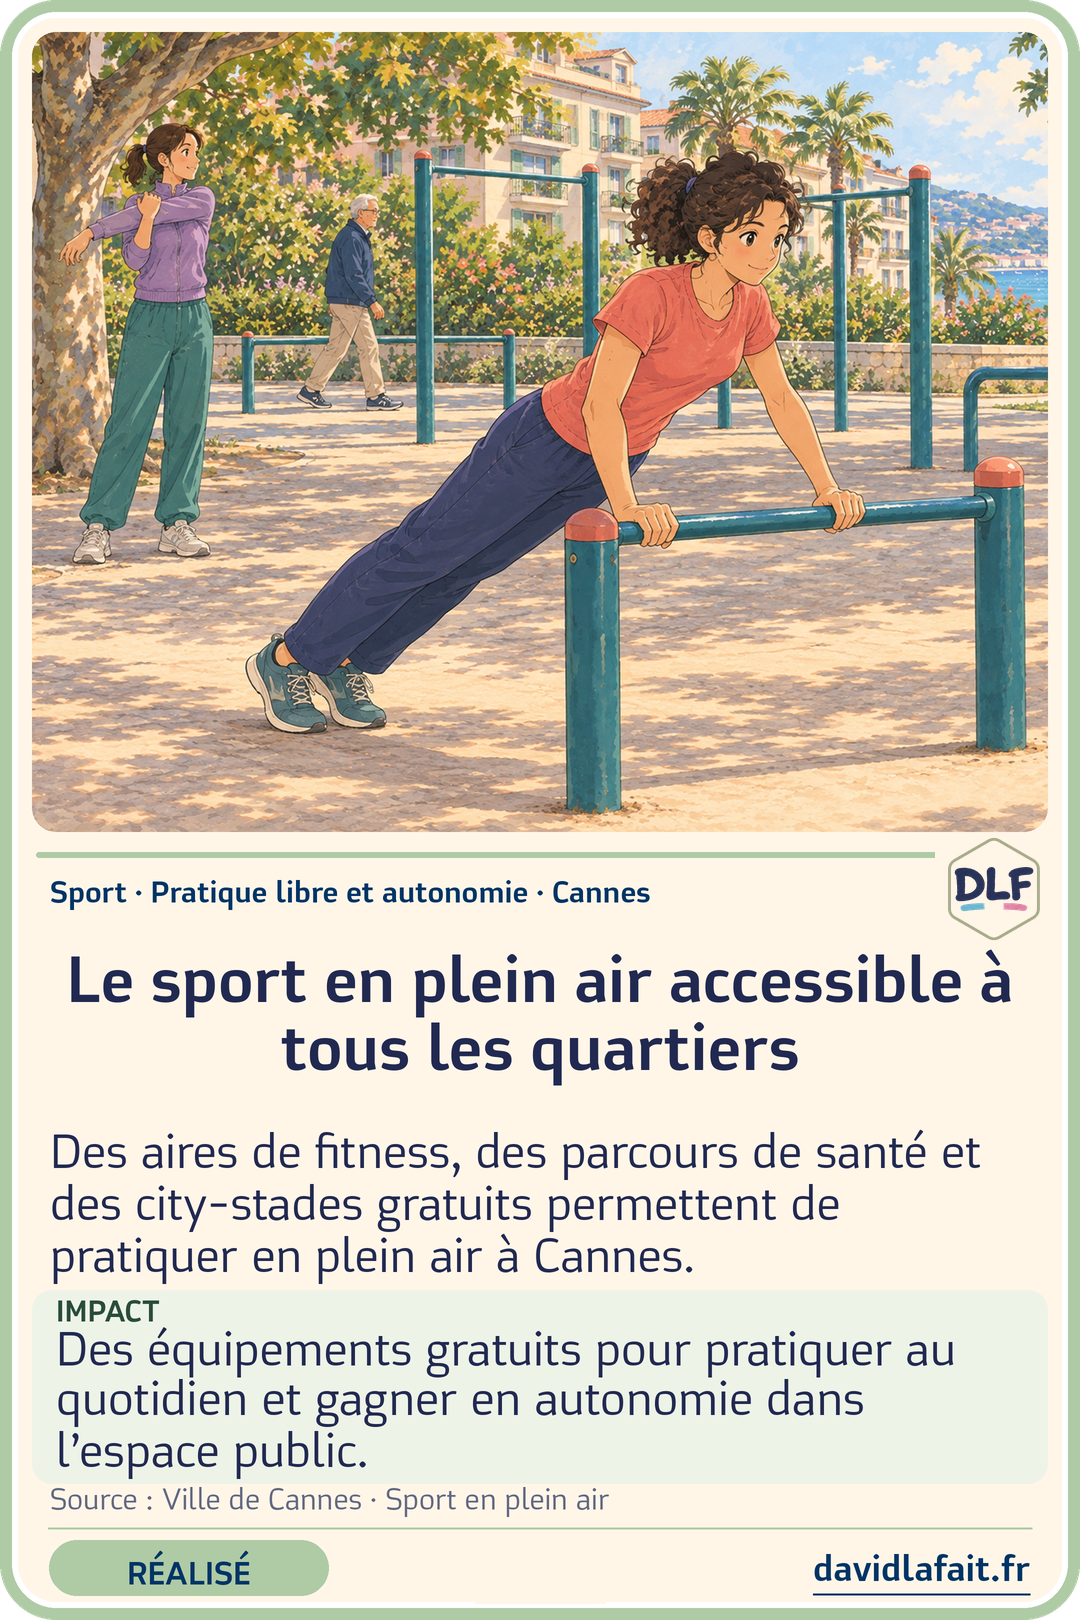 Sport · Pratique libre et autonomie · Cannes
DLF
Le sport en plein air accessible à
tous les quartiers
Des aires de fitness, des parcours de santé et
des city-stades gratuits permettent de
pratiquer en plein air à Cannes.
IMPACT
Des équipements gratuits pour pratiquer au
quotidien et gagner en autonomie dans
l’espace public.
Source : Ville de Cannes · Sport en plein air
RÉALISÉ
davidlafait.fr